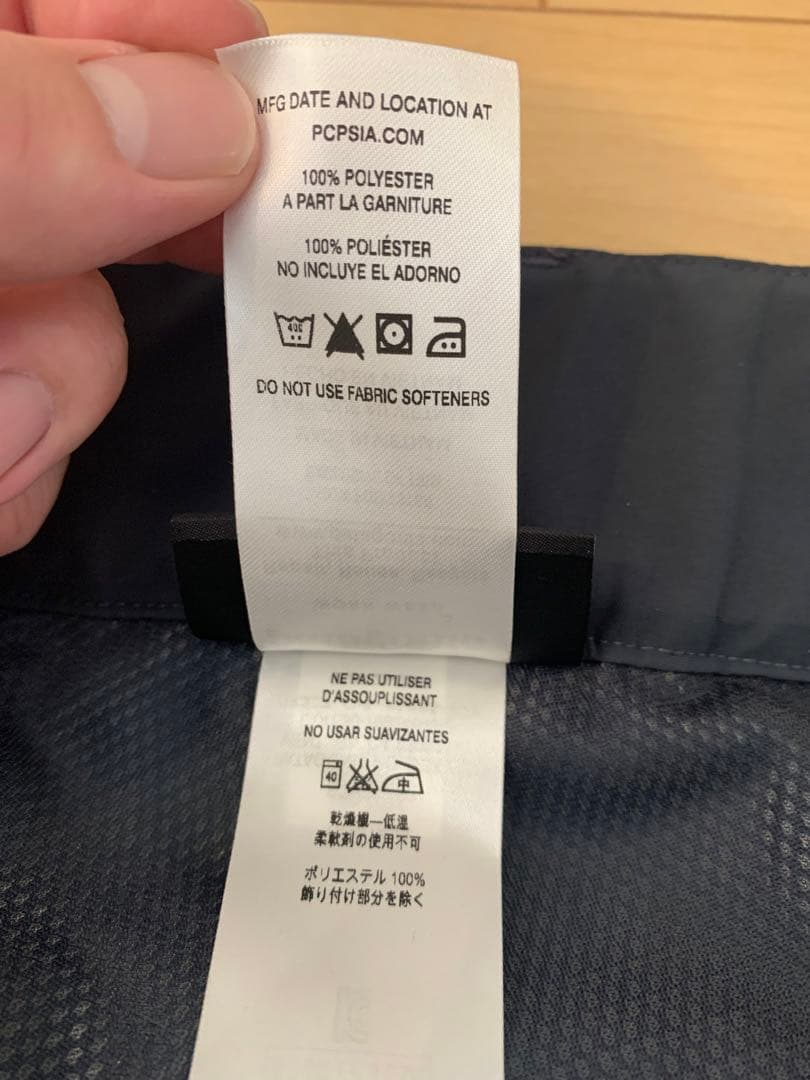 MFG DATE AND LOCATION AT
PCPSIA.COM
100% POLYESTER
A PART LA GARNITURE
100% POLIÉSTER
NO INCLUYE EL ADORNO
40C
DO NOT USE FABRIC SOFTENERS
NE PAS UTILISER
D'ASSOUPLISSANT
NO USAR SUAVIZANTES
40 中
乾燥機—低温
柔軟剤の使用不可
ポリエステル 100%
飾り付け部分を除く